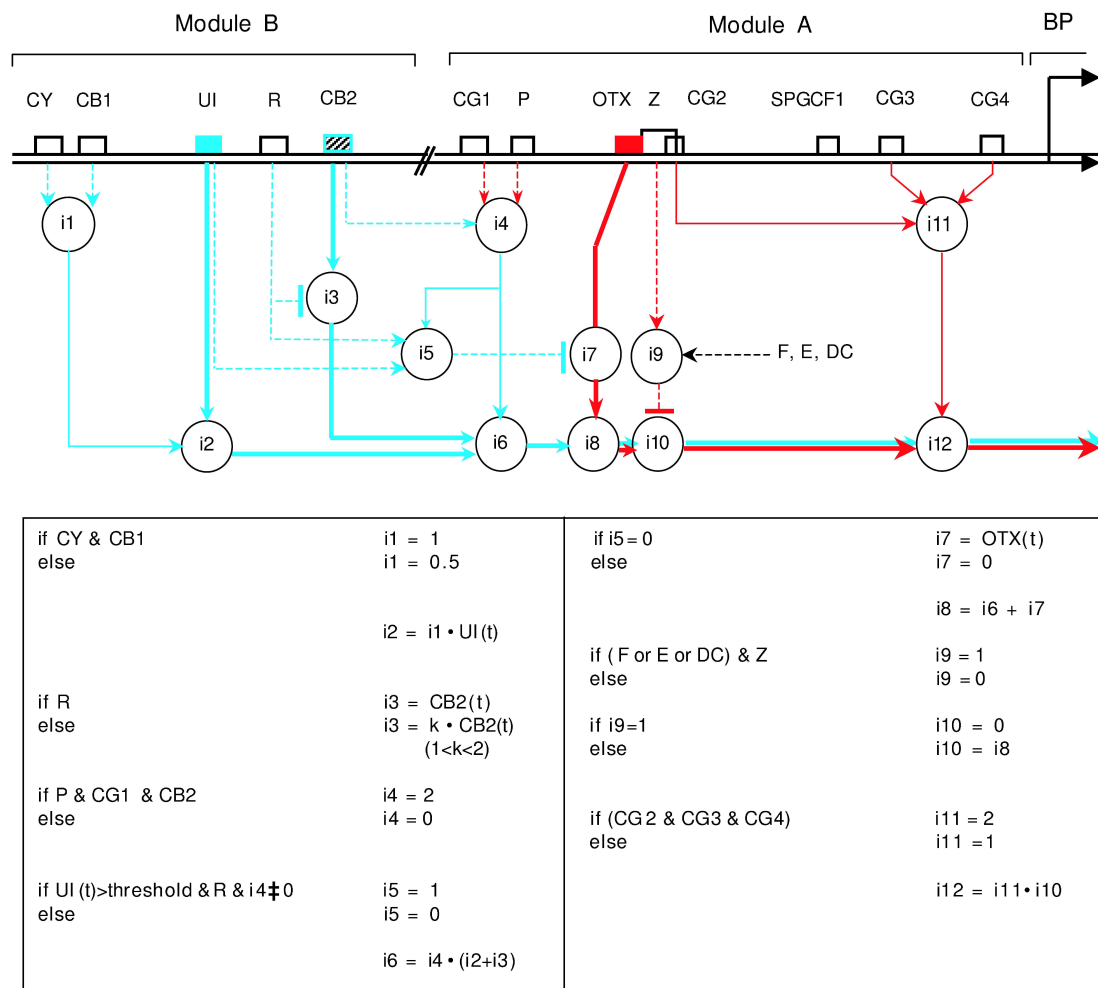 Module B
Module A
BP
CY
CB1
UI
R
CB2
CG1
P
OTX
Z
CG2
SPGCF1
CG3
CG4
i1
i4
i11
i3
i5
i7
i9
F, E, DC
i2
i6
i8
i10
i12
if CY & CB1 i1 = 1
else i1 = 0.5
i2 = i1 • UI(t)
if R i3 = CB2(t)
else i3 = k • CB2(t)
(1<k<2)
if P & CG1 & CB2 i4 = 2
else i4 = 0
if UI(t)>threshold & R & i4‡0 i5 = 1
else i5 = 0
i6 = i4 • (i2+i3)
if i5=0 i7 = OTX(t)
else i7 = 0
i8 = i6 + i7
if (F or E or DC) & Z i9 = 1
else i9 = 0
if i9=1 i10 = 0
else i10 = i8
if (CG2 & CG3 & CG4) i11 = 2
else i11 = 1
i12 = i11•i10